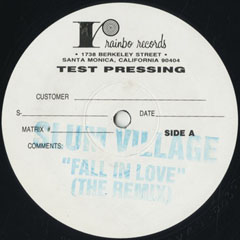 r
rainbo records
• 1738 BERKELEY STREET •
SANTA MONICA, CALIFORNIA 90404
TEST PRESSING
CUSTOMER
S- DATE
MATRIX # SIDE A
COMMENTS:
SLUM VILLAGE
"FALL IN LOVE"
(THE REMIX)